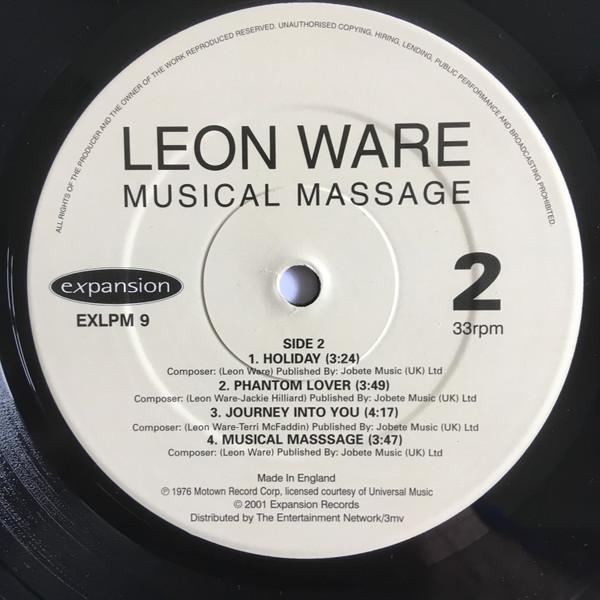 ALL RIGHTS OF THE PRODUCER AND THE OWNER OF THE WORK REPRODUCED RESERVED. UNAUTHORISED COPYING, HIRING, LENDING, PUBLIC PERFORMANCE AND BROADCASTING PROHIBITED.
LEON WARE
MUSICAL MASSAGE
expansion
EXLPM 9
2
33rpm
SIDE 2
1. HOLIDAY (3:24)
Composer: (Leon Ware) Published By: Jobete Music (UK) Ltd
2. PHANTOM LOVER (3:49)
Composer: (Leon Ware-Jackie Hilliard) Published By: Jobete Music (UK) Ltd
3. JOURNEY INTO YOU (4:17)
Composer: (Leon Ware-Terri McFaddin) Published By: Jobete Music (UK) Ltd
4. MUSICAL MASSSAGE (3:47)
Composer: (Leon Ware) Published By: Jobete Music (UK) Ltd
Made In England
℗ 1976 Motown Record Corp, licensed courtesy of Universal Music
© 2001 Expansion Records
Distributed by The Entertainment Network/3mv